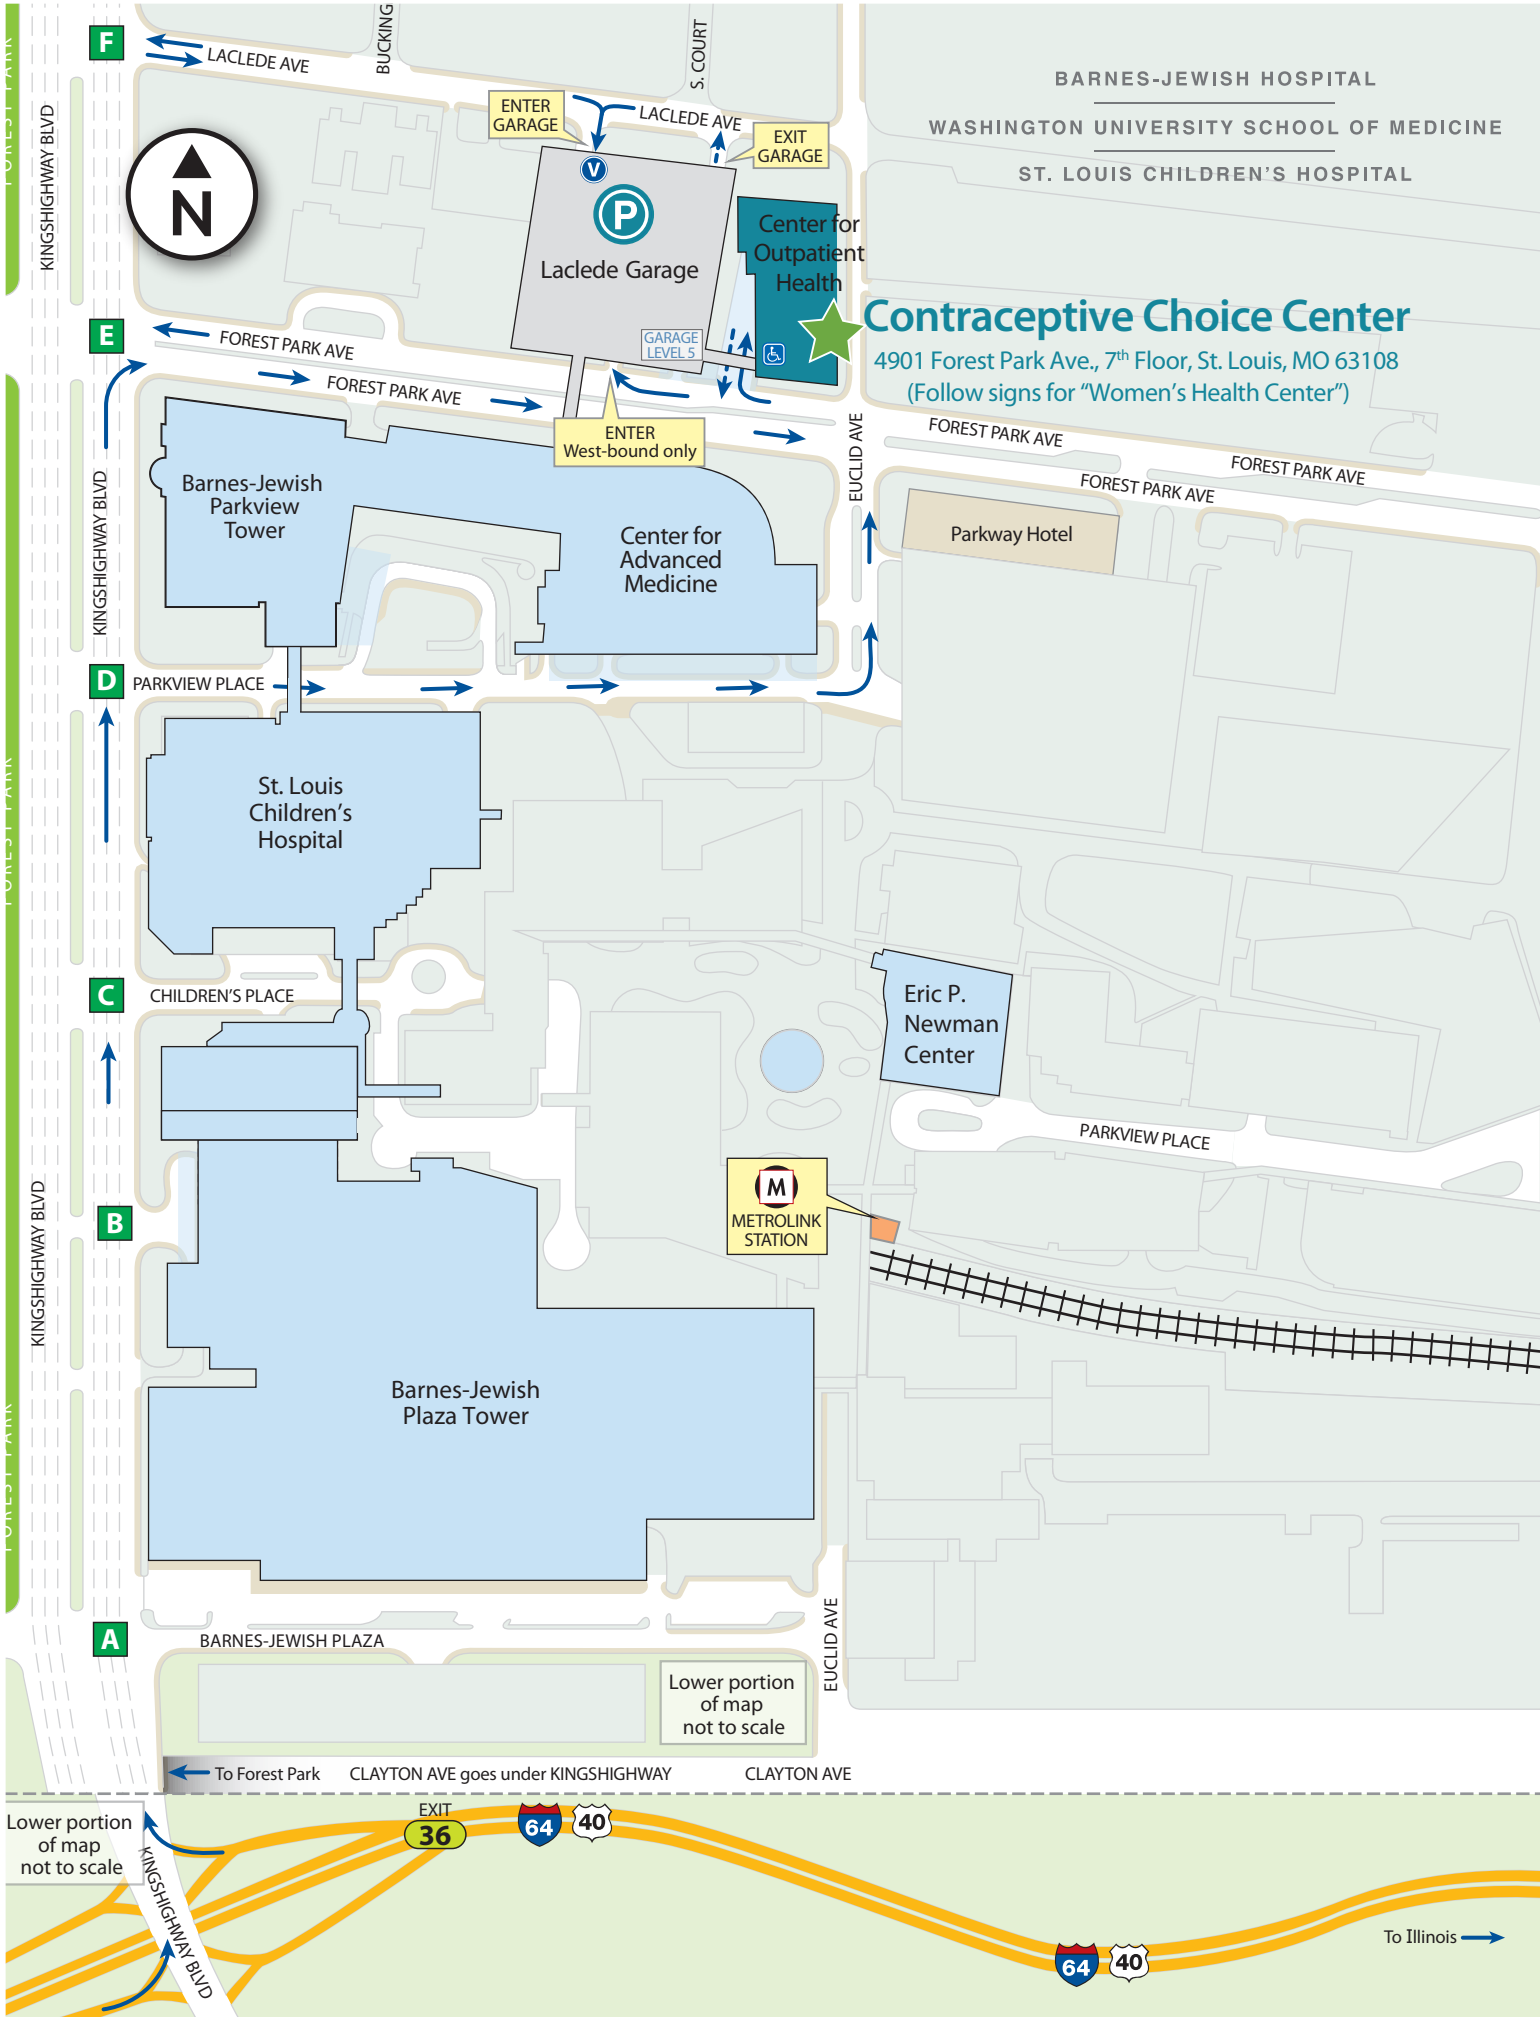 F
LACLEDE AVE
BUCKING
S. COURT
BARNES-JEWISH HOSPITAL
WASHINGTON UNIVERSITY SCHOOL OF MEDICINE
ST. LOUIS CHILDREN'S HOSPITAL
FOREST PARK
KINGSHIGHWAY BLVD
N
ENTER
GARAGE
LACLEDE AVE
EXIT
GARAGE
V
P
Laclede Garage
Center for
Outpatient
Health
GARAGE
LEVEL 5
Contraceptive Choice Center
4901 Forest Park Ave., 7th Floor, St. Louis, MO 63108
(Follow signs for “Women’s Health Center”)
E
FOREST PARK AVE
FOREST PARK AVE
ENTER
West-bound only
EUCLID AVE
FOREST PARK AVE
FOREST PARK AVE
FOREST PARK AVE
Barnes-Jewish
Parkview
Tower
Center for
Advanced
Medicine
Parkway Hotel
KINGSHIGHWAY BLVD
D
PARKVIEW PLACE
St. Louis
Children’s
Hospital
FOREST PARK
C
CHILDREN’S PLACE
Eric P.
Newman
Center
PARKVIEW PLACE
B
KINGSHIGHWAY BLVD
M
METROLINK
STATION
Barnes-Jewish
Plaza Tower
FOREST PARK
A
BARNES-JEWISH PLAZA
EUCLID AVE
Lower portion
of map
not to scale
To Forest Park
CLAYTON AVE goes under KINGSHIGHWAY
CLAYTON AVE
Lower portion
of map
not to scale
KINGSHIGHWAY BLVD
EXIT
36
64
40
64
40
To Illinois